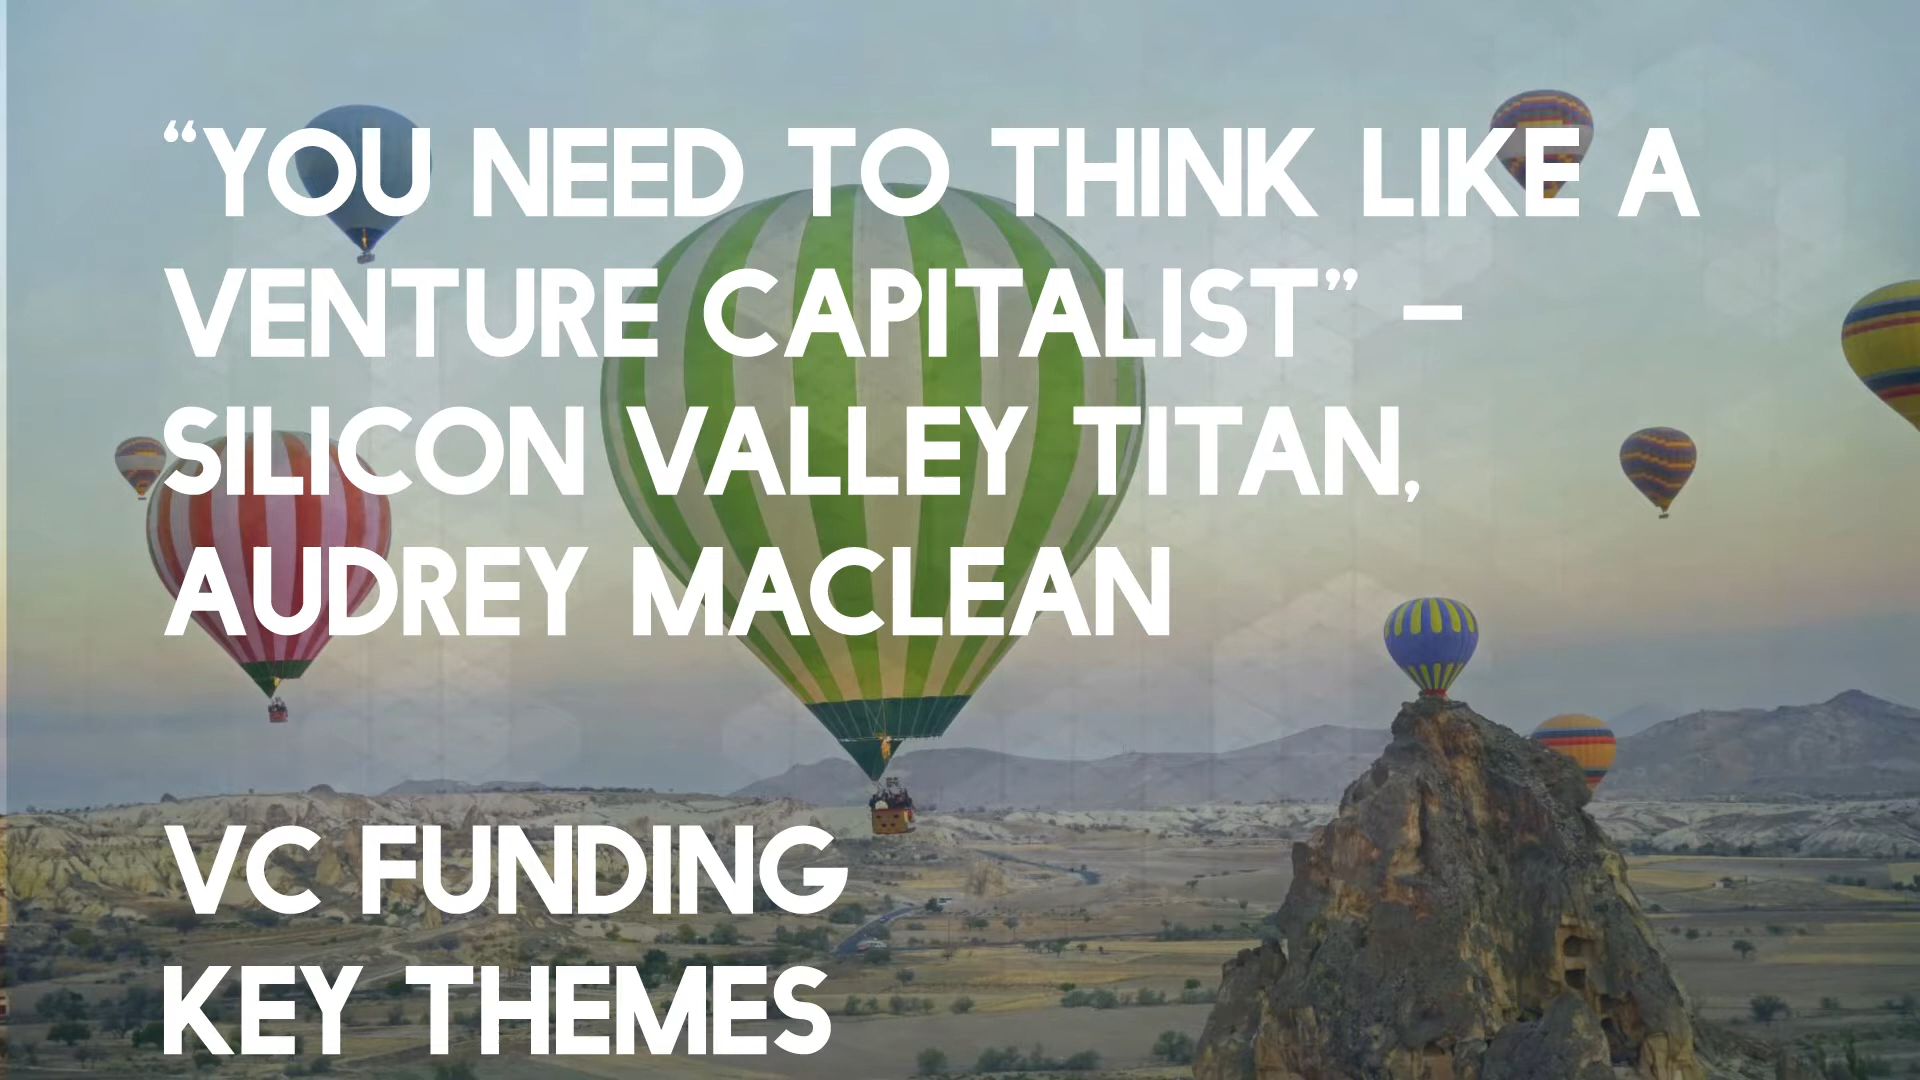 “YOU NEED TO THINK LIKE A
VENTURE CAPITALIST” –
SILICON VALLEY TITAN,
AUDREY MACLEAN
VC FUNDING
KEY THEMES